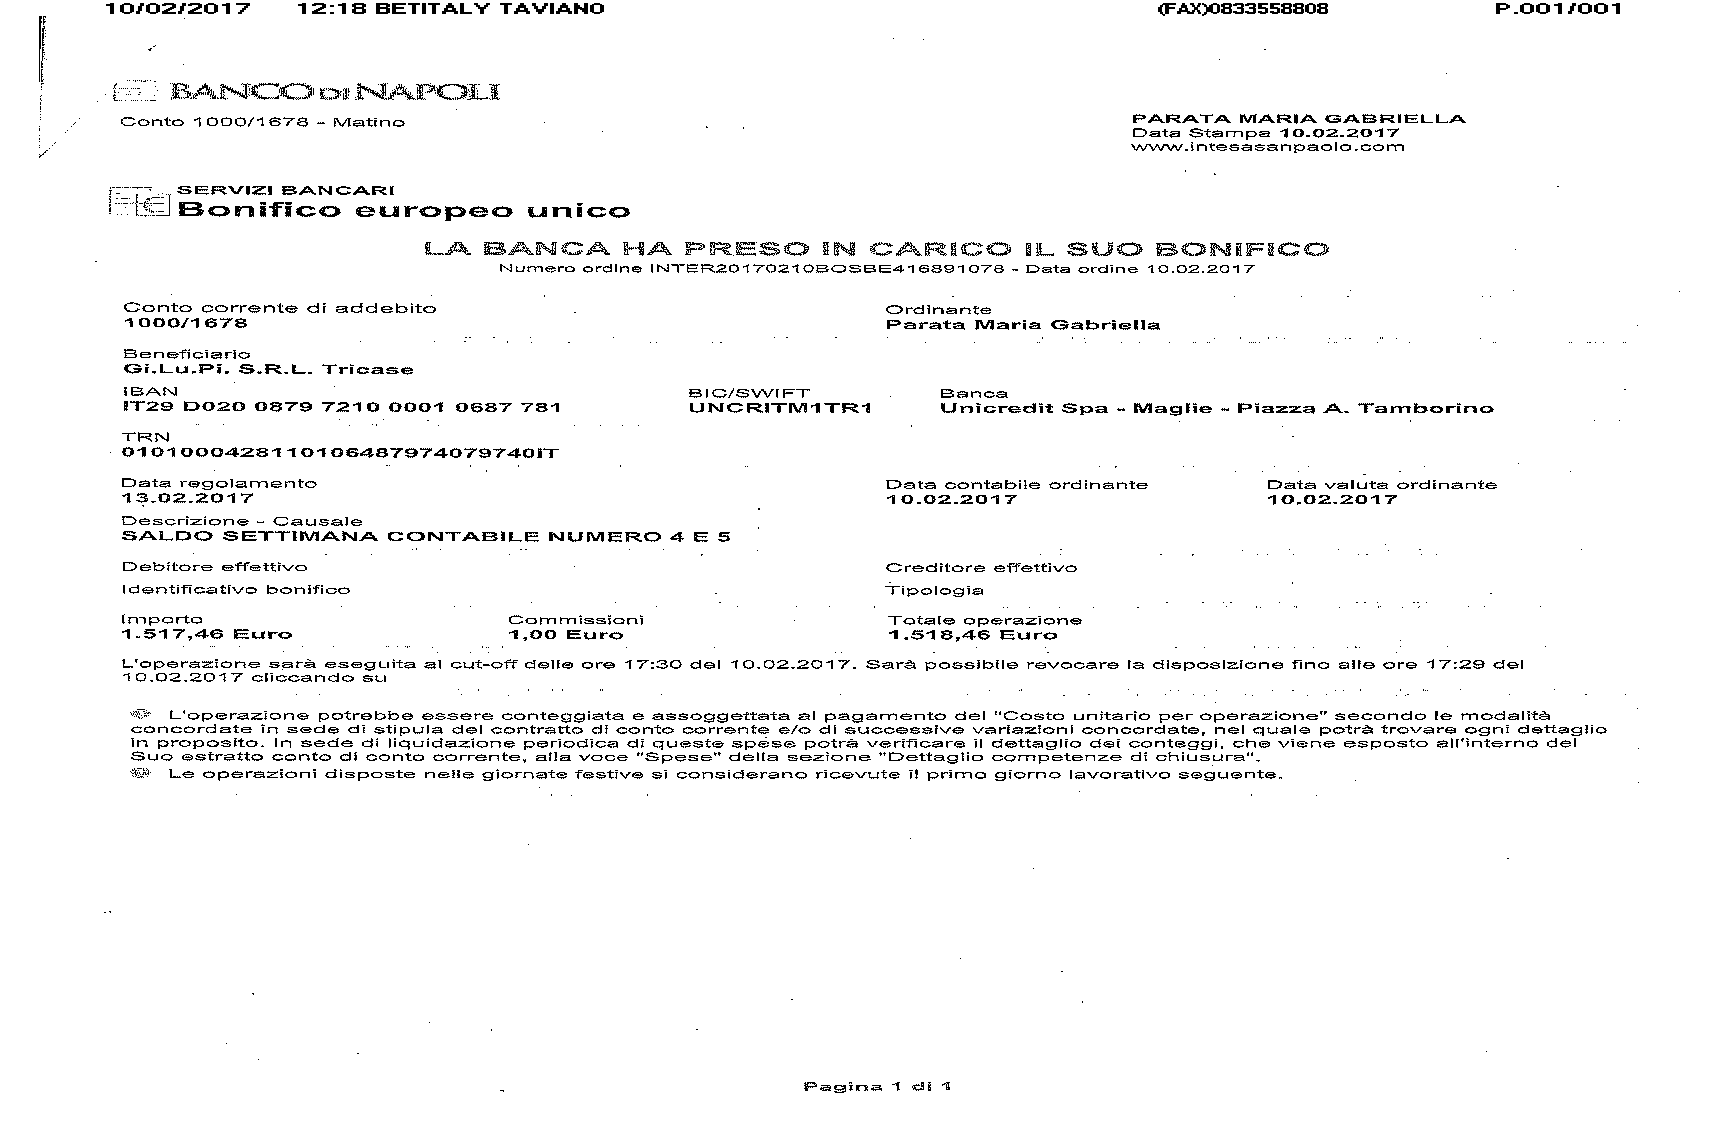 10/02/2017 12:18 BETITALY TAVIANO (FAX)0833558808 P.001/001
BANCO DI NAPOLI
Conto 1000/1678 - Matino
PARATA MARIA GABRIELLA
Data Stampa 10.02.2017
www.intesasanpaolo.com
SERVIZI BANCARI
Bonifico europeo unico
LA BANCA HA PRESO IN CARICO IL SUO BONIFICO
Numero ordine INTER20170210BOSBE416891078 - Data ordine 10.02.2017
Conto corrente di addebito Ordinante
1000/1678 Parata Maria Gabriella
Beneficiario
Gi.Lu.Pi. S.R.L. Tricase
IBAN BIC/SWIFT Banca
IT29 D020 0879 7210 0001 0687 781 UNCRITM1TR1 Unicredit Spa - Maglie - Piazza A. Tamborino
TRN
0101000428110106487974079740IT
Data regolamento Data contabile ordinante Data valuta ordinante
13.02.2017 10.02.2017 10.02.2017
Descrizione - Causale
SALDO SETTIMANA CONTABILE NUMERO 4 E 5
Debitore effettivo Creditore effettivo
Identificativo bonifico Tipologia
Importo Commissioni Totale operazione
1.517,46 Euro 1,00 Euro 1.518,46 Euro
L'operazione sarà eseguita al cut-off delle ore 17:30 del 10.02.2017. Sarà possibile revocare la disposizione fino alle ore 17:29 del
10.02.2017 cliccando su
L'operazione potrebbe essere conteggiata e assoggettata al pagamento del "Costo unitario per operazione" secondo le modalità
concordate in sede di stipula del contratto di conto corrente e/o di successive variazioni concordate, nel quale potrà trovare ogni dettaglio
in proposito. In sede di liquidazione periodica di queste spese potrà verificare il dettaglio dei conteggi, che viene esposto all'interno del
Suo estratto conto di conto corrente, alla voce "Spese" della sezione "Dettaglio competenze di chiusura".
Le operazioni disposte nelle giornate festive si considerano ricevute il primo giorno lavorativo seguente.
Pagina 1 di 1